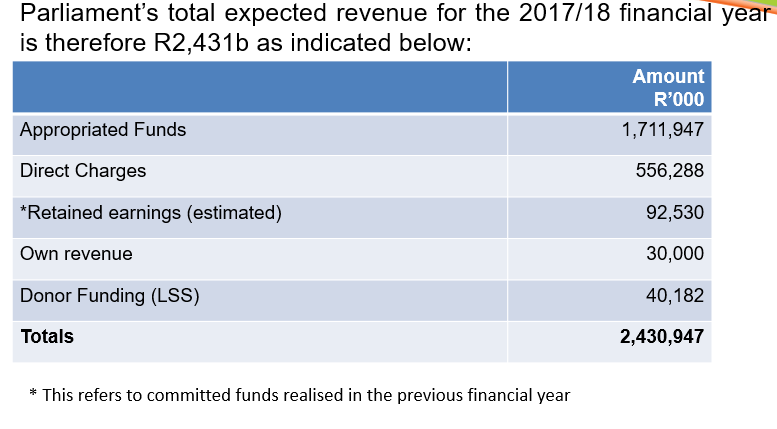 Parliament’s total expected revenue for the 2017/18 financial year
is therefore R2,431b as indicated below:
Amount
R’000
Appropriated Funds 1,711,947
Direct Charges 556,288
*Retained earnings (estimated) 92,530
Own revenue 30,000
Donor Funding (LSS) 40,182
Totals 2,430,947
* This refers to committed funds realised in the previous financial year